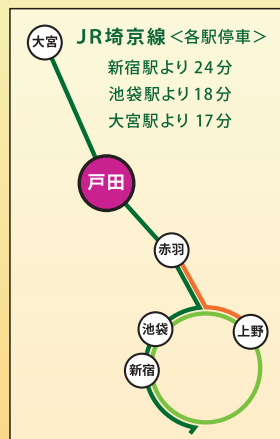 大宮
JR埼京線＜各駅停車＞
新宿駅より24分
池袋駅より18分
大宮駅より17分
戸田
赤羽
池袋
上野
新宿